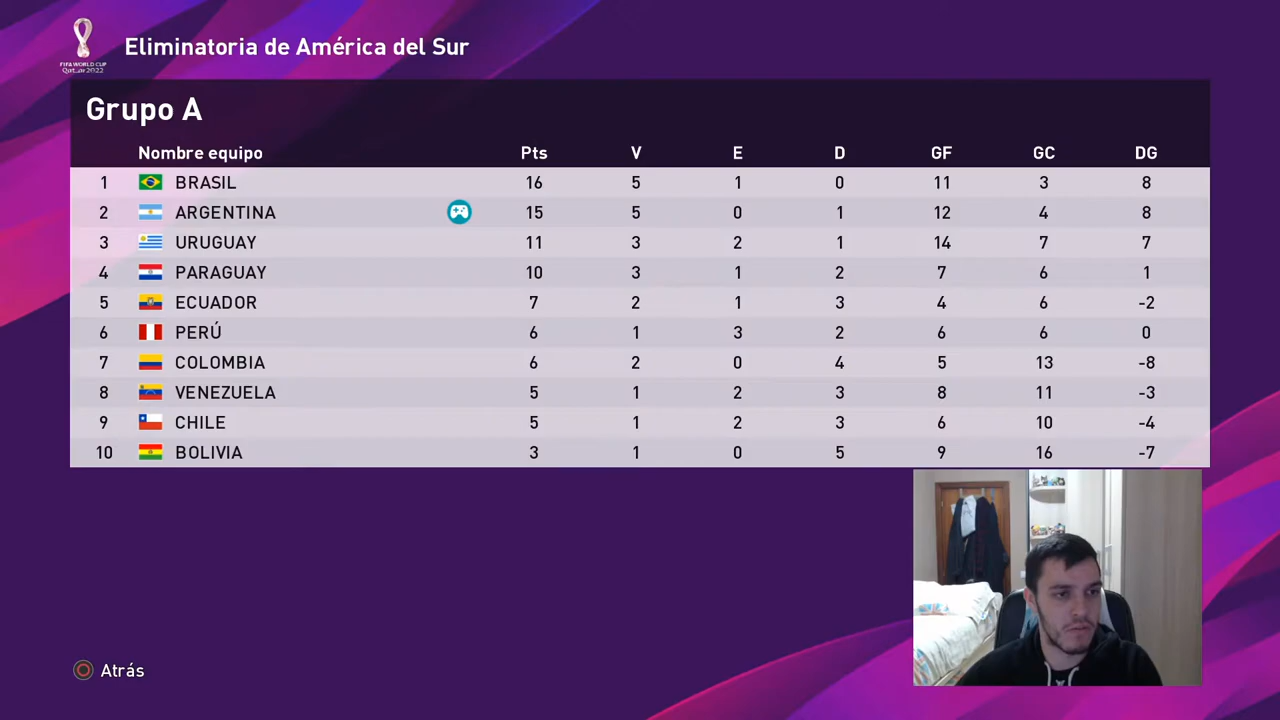 Eliminatoria de América del Sur
FIFA WORLD CUP
Qatar2022
Grupo A
Nombre equipo Pts V E D GF GC DG
1 BRASIL 16 5 1 0 11 3 8
2 ARGENTINA 15 5 0 1 12 4 8
3 URUGUAY 11 3 2 1 14 7 7
4 PARAGUAY 10 3 1 2 7 6 1
5 ECUADOR 7 2 1 3 4 6 -2
6 PERÚ 6 1 3 2 6 6 0
7 COLOMBIA 6 2 0 4 5 13 -8
8 VENEZUELA 5 1 2 3 8 11 -3
9 CHILE 5 1 2 3 6 10 -4
10 BOLIVIA 3 1 0 5 9 16 -7
Atrás